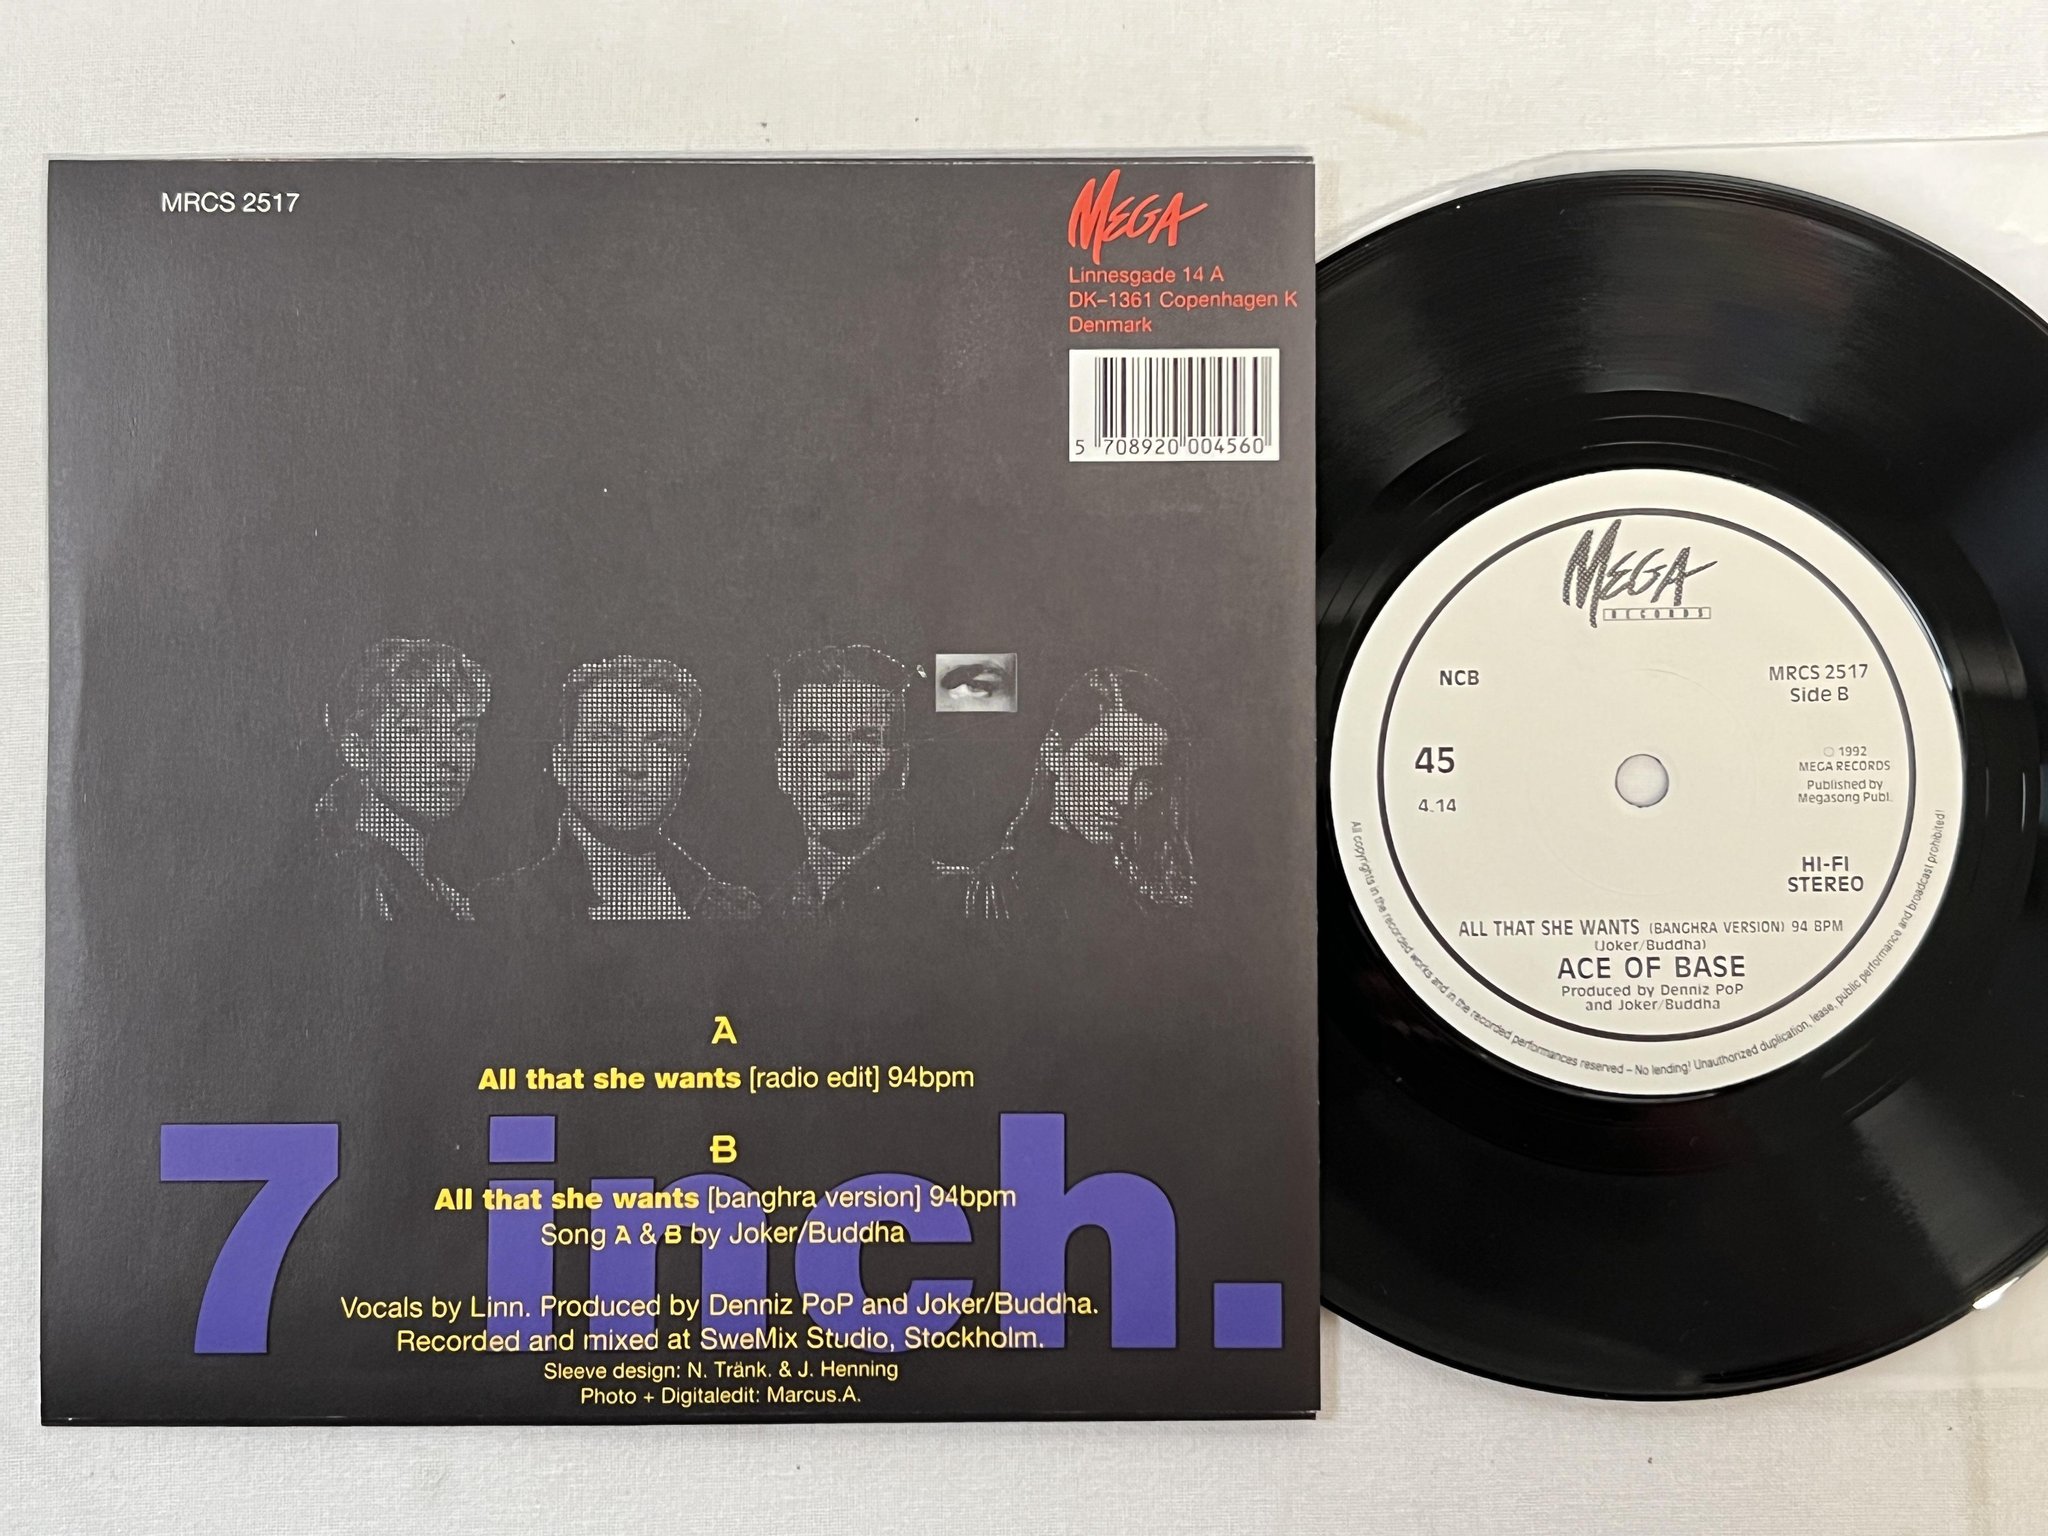 MRCS 2517
MEGA
Linnesgade 14 A
DK–1361 Copenhagen K
Denmark
5 708920 004560
A
All that she wants [radio edit] 94bpm
7 inch.
B
All that she wants [banghra version] 94bpm
Song A & B by Joker/Buddha
Vocals by Linn. Produced by Denniz PoP and Joker/Buddha.
Recorded and mixed at SweMix Studio, Stockholm.
Sleeve design: N. Tränk. & J. Henning
Photo + Digitaledit: Marcus.A.
MEGA
RECORDS
NCB
MRCS 2517
Side B
45
4.14
℗ 1992
MEGA RECORDS
Published by
Megasong Publ.
HI-FI
STEREO
ALL THAT SHE WANTS (BANGHRA VERSION) 94 BPM
(Joker/Buddha)
ACE OF BASE
Produced by Denniz PoP
and Joker/Buddha
All copyrights in the recorded works and in the recorded performances reserved – No lending! Unauthorized duplication, lease, public performance and broadcast prohibited!